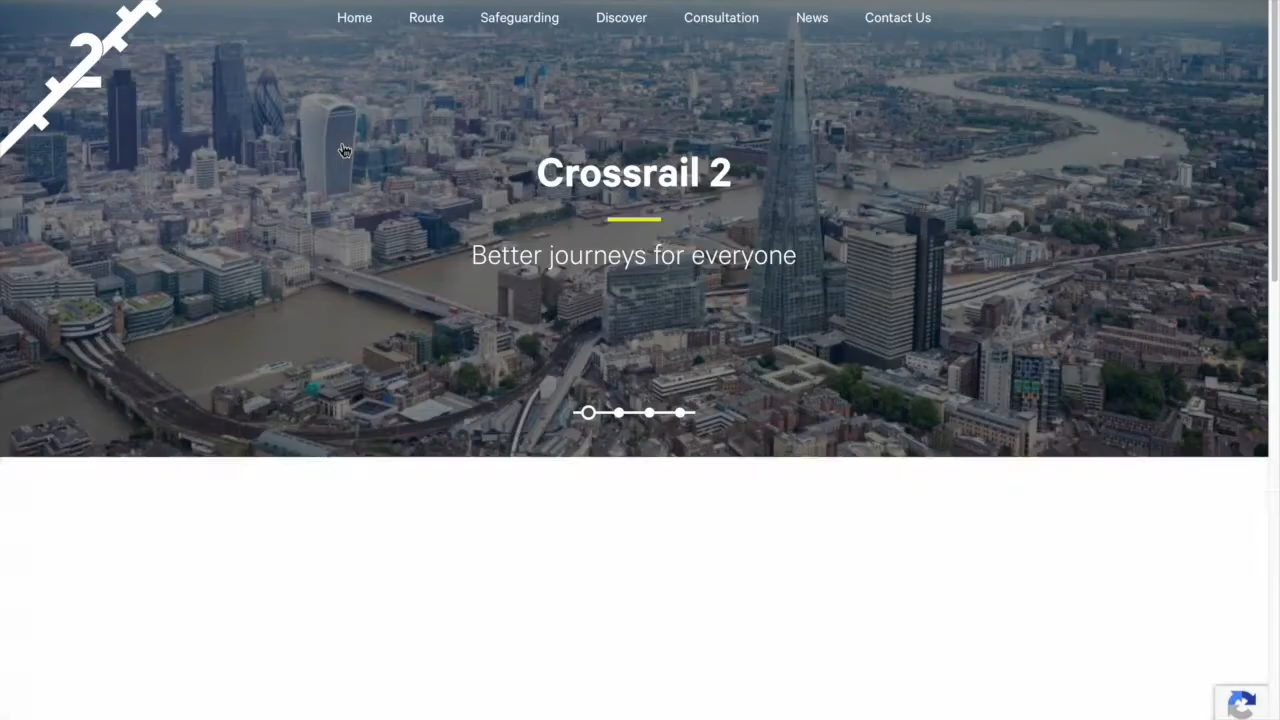 Home Route Safeguarding Discover Consultation News Contact Us
2
Crossrail 2
Better journeys for everyone